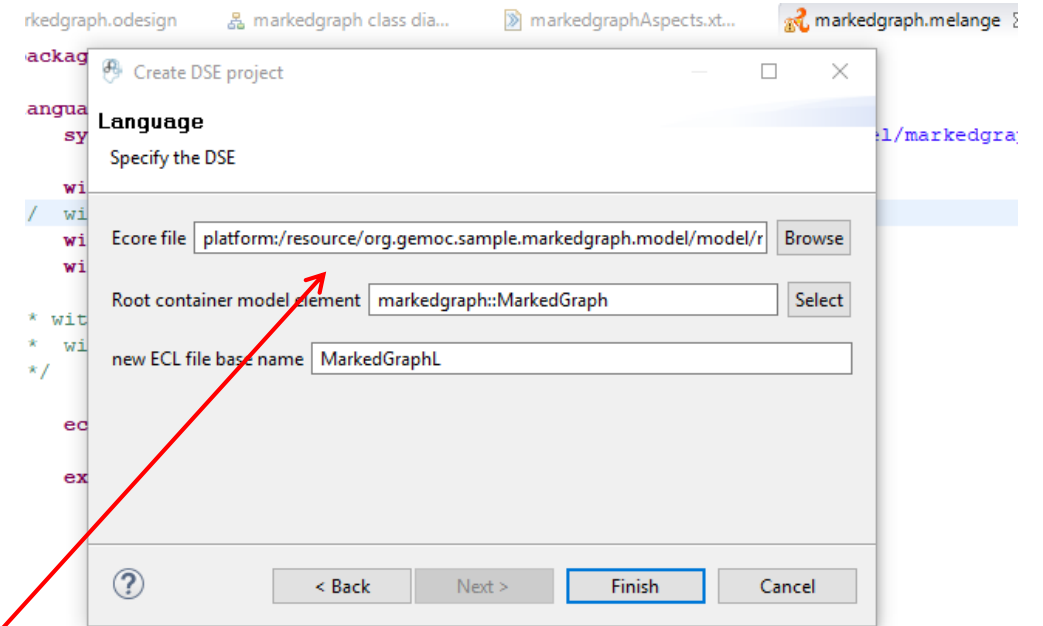 rkedgraph.odesign markedgraph class dia... markedgraphAspects.xt... markedgraph.melange
ackag
Create DSE project
angua
Language
sy
el/markedgra
Specify the DSE
wi
/ wi
wi
Ecore file platform:/resource/org.gemoc.sample.markedgraph.model/model/r Browse
wi
Root container model element markedgraph::MarkedGraph Select
* wit
* wi
new ECL file base name MarkedGraphL
*/
ec
ex
? < Back Next > Finish Cancel